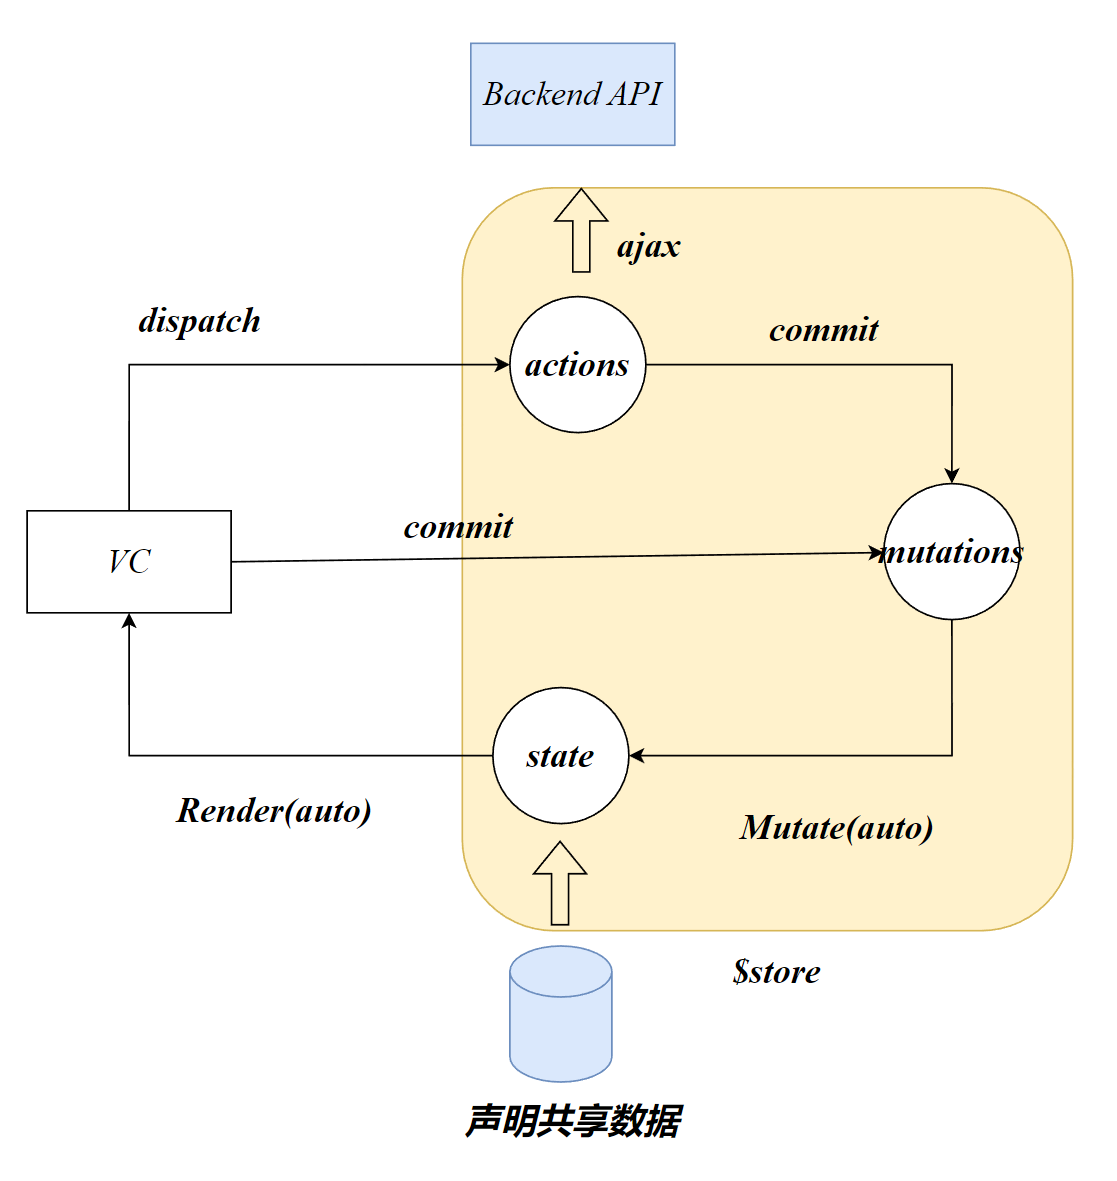 Backend API
ajax
dispatch
commit
actions
commit
VC
mutations
state
Render(auto)
Mutate(auto)
$store
声明共享数据